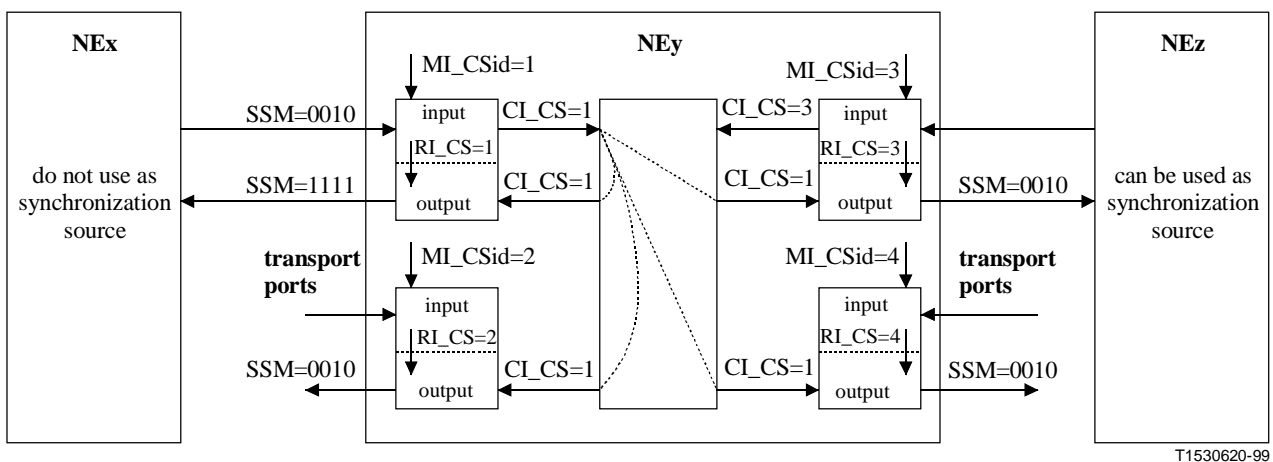 NEx
NEy
NEz
MI_CSid=1
MI_CSid=3
SSM=0010
input
CI_CS=1
CI_CS=3
input
RI_CS=1
RI_CS=3
do not use as
synchronization
source
SSM=1111
output
CI_CS=1
CI_CS=1
output
SSM=0010
can be used as
synchronization
source
transport
ports
MI_CSid=2
MI_CSid=4
transport
ports
input
input
RI_CS=2
RI_CS=4
SSM=0010
output
CI_CS=1
CI_CS=1
output
SSM=0010
T1530620-99